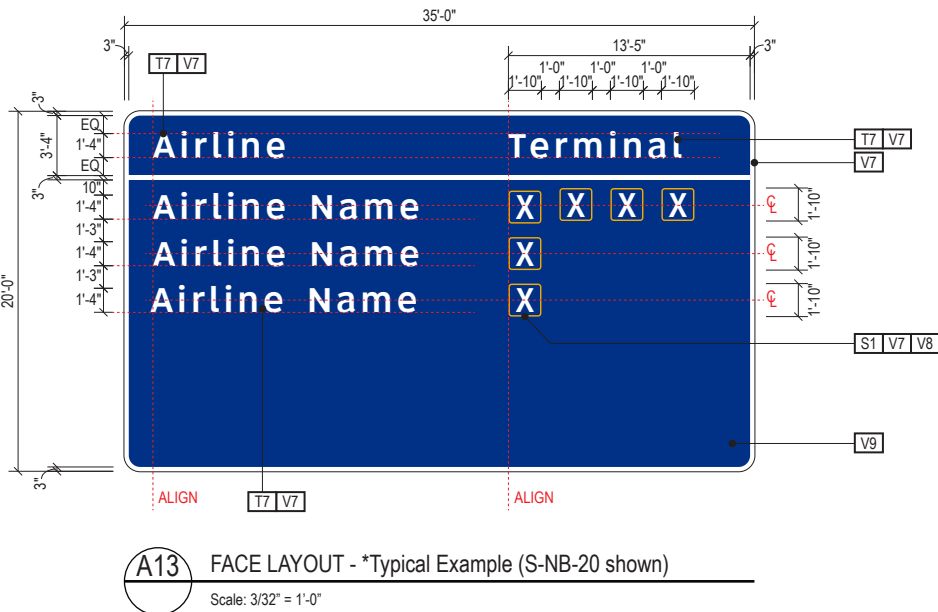 35'-0"
3" 13'-5" 3"
1'-0" 1'-0" 1'-0"
1'-10" 1'-10" 1'-10" 1'-10"
T7 V7
3"
EQ
3'-4" 1'-4" Airline Terminal T7 V7
EQ V7
3" 10"
1'-4" Airline Name X X X X CL 1'-10"
1'-3"
1'-4" Airline Name X CL 1'-10"
1'-3"
20'-0" 1'-4" Airline Name X CL 1'-10"
S1 V7 V8
V9
3"
ALIGN T7 V7 ALIGN
A13 FACE LAYOUT - *Typical Example (S-NB-20 shown)
Scale: 3/32" = 1'-0"